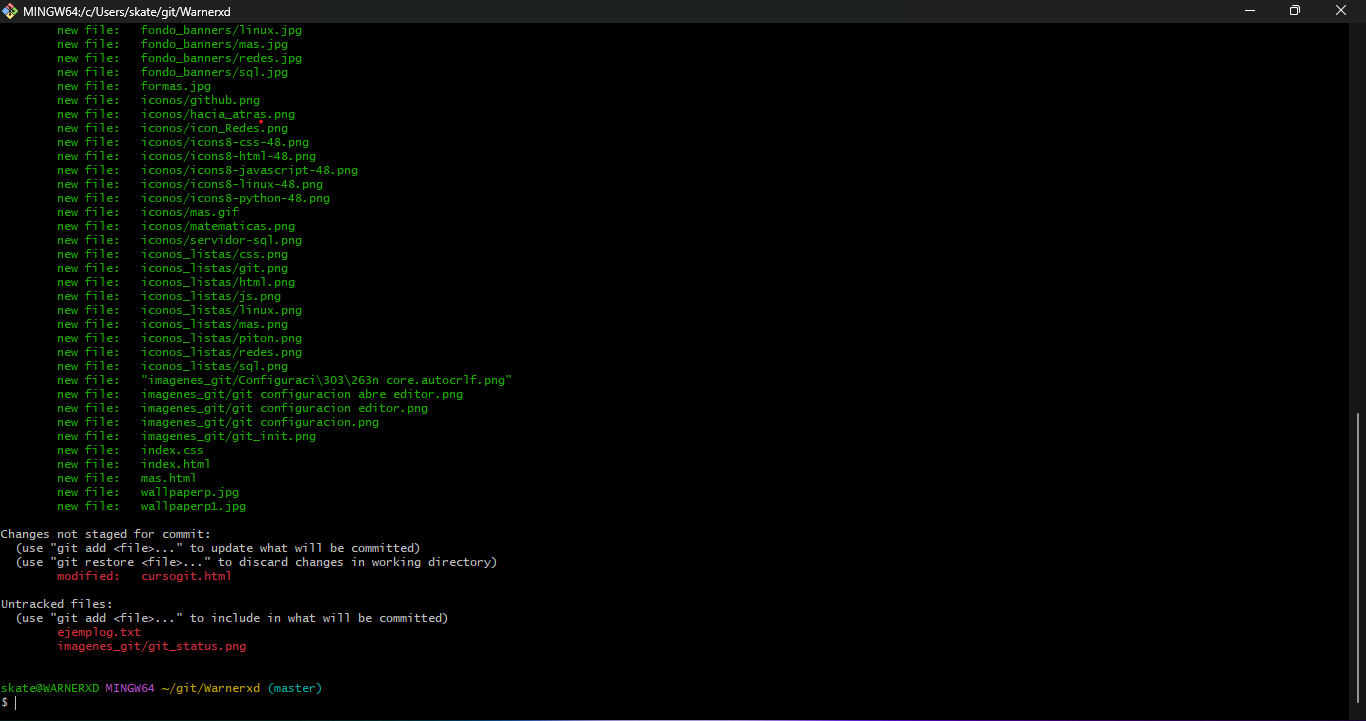 MINGW64:/c/Users/skate/git/Warnerxd
new file:   fondo_banners/linux.jpg
new file:   fondo_banners/mas.jpg
new file:   fondo_banners/redes.jpg
new file:   fondo_banners/sql.jpg
new file:   formas.jpg
new file:   iconos/github.png
new file:   iconos/hacia_atras.png
new file:   iconos/icon_Redes.png
new file:   iconos/icons8-css-48.png
new file:   iconos/icons8-html-48.png
new file:   iconos/icons8-javascript-48.png
new file:   iconos/icons8-linux-48.png
new file:   iconos/icons8-python-48.png
new file:   iconos/mas.gif
new file:   iconos/matematicas.png
new file:   iconos/servidor-sql.png
new file:   iconos_listas/css.png
new file:   iconos_listas/git.png
new file:   iconos_listas/html.png
new file:   iconos_listas/js.png
new file:   iconos_listas/linux.png
new file:   iconos_listas/mas.png
new file:   iconos_listas/piton.png
new file:   iconos_listas/redes.png
new file:   iconos_listas/sql.png
new file:   "imagenes_git/Configuraci\303\263n core.autocrlf.png"
new file:   imagenes_git/git configuracion abre editor.png
new file:   imagenes_git/git configuracion editor.png
new file:   imagenes_git/git configuracion.png
new file:   imagenes_git/git_init.png
new file:   index.css
new file:   index.html
new file:   mas.html
new file:   wallpaperp.jpg
new file:   wallpaperp1.jpg
Changes not staged for commit:
(use "git add <file>..." to update what will be committed)
(use "git restore <file>..." to discard changes in working directory)
modified:   cursogit.html
Untracked files:
(use "git add <file>..." to include in what will be committed)
ejemplog.txt
imagenes_git/git_status.png
skate@WARNERXD MINGW64 ~/git/Warnerxd (master)
$